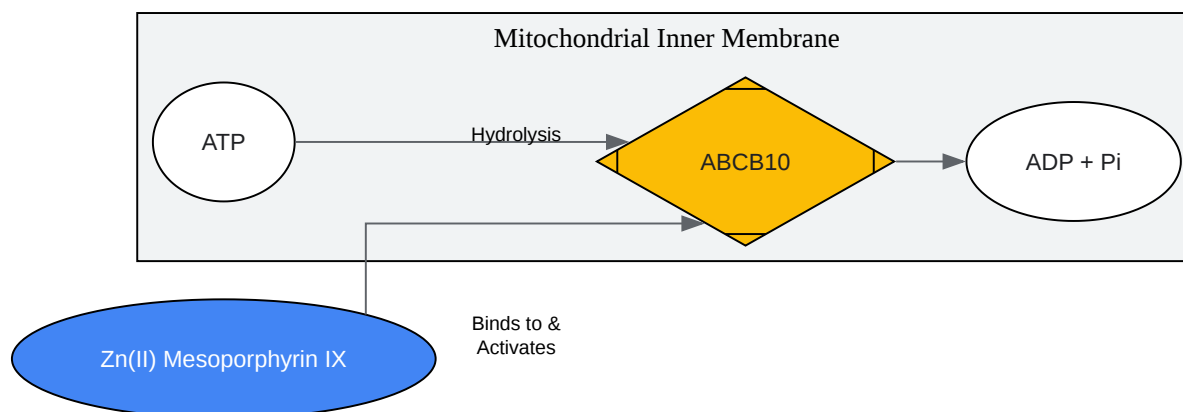 Mitochondrial Inner Membrane
ATP
Hydrolysis
ABCB10
ADP + Pi
Binds to &
Activates
Zn(II) Mesoporphyrin IX